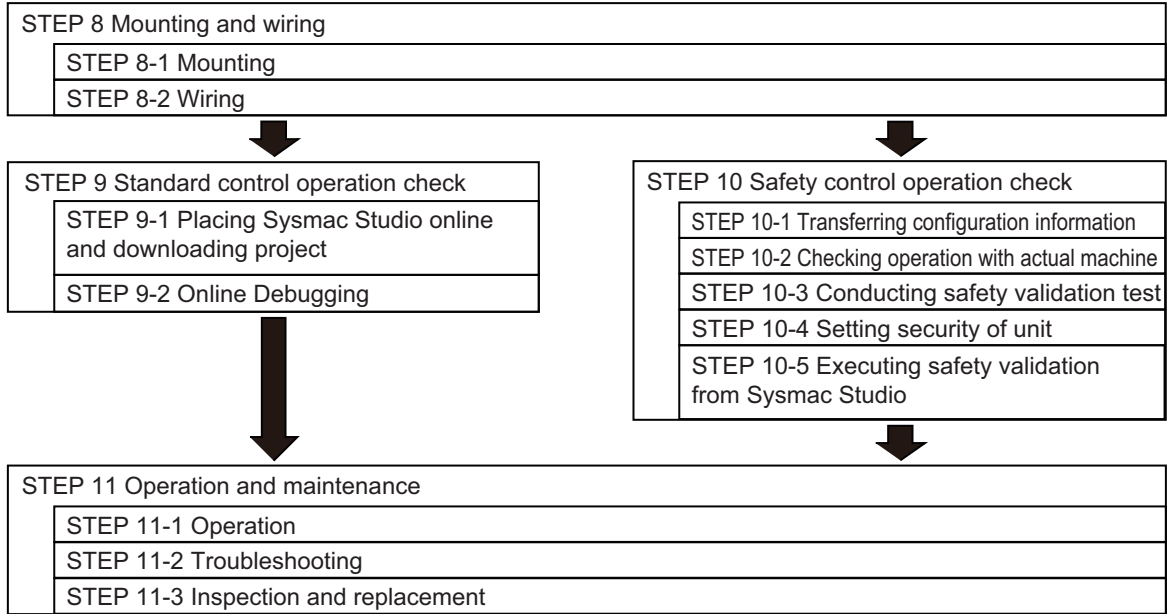 STEP 8 Mounting and wiring
STEP 8-1 Mounting
STEP 8-2 Wiring
STEP 9 Standard control operation check
STEP 9-1 Placing Sysmac Studio online
and downloading project
STEP 9-2 Online Debugging
STEP 10 Safety control operation check
STEP 10-1 Transferring configuration information
STEP 10-2 Checking operation with actual machine
STEP 10-3 Conducting safety validation test
STEP 10-4 Setting security of unit
STEP 10-5 Executing safety validation
from Sysmac Studio
STEP 11 Operation and maintenance
STEP 11-1 Operation
STEP 11-2 Troubleshooting
STEP 11-3 Inspection and replacement